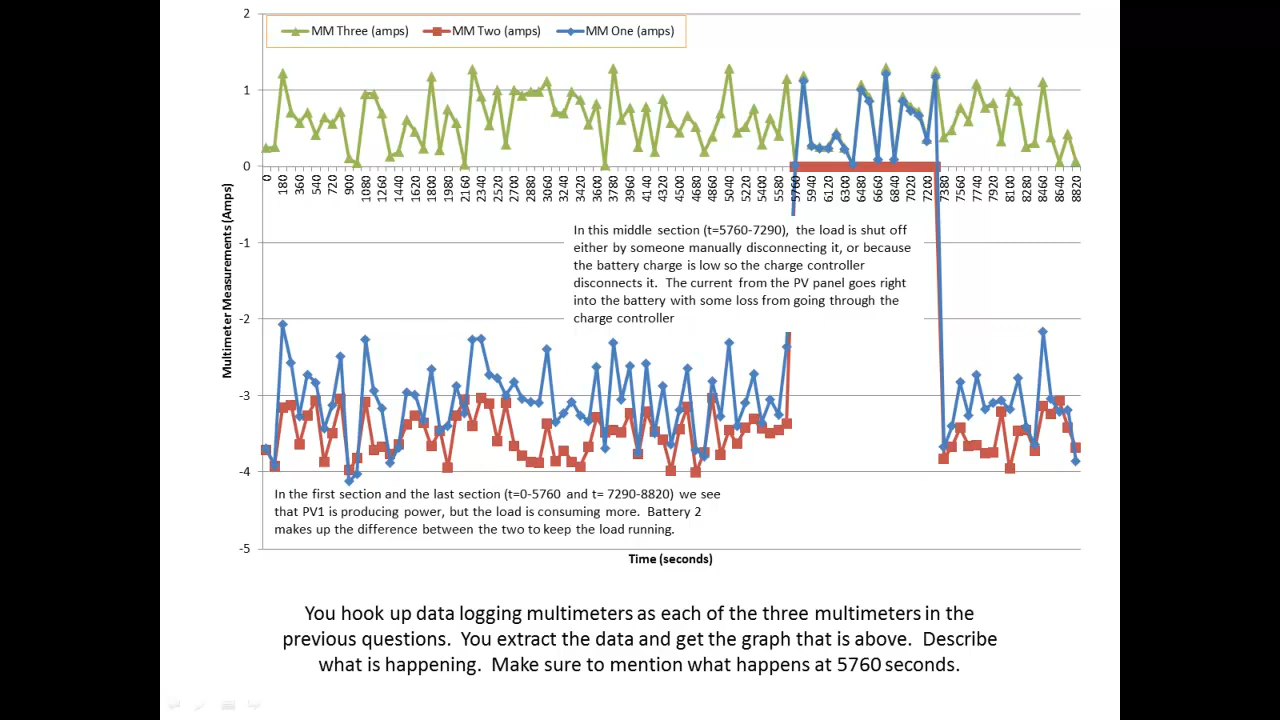 2
MM Three (amps) MM Two (amps) MM One (amps)
1
0
0 180 360 540 720 900 1080 1260 1440 1620 1800 1980 2160 2340 2520 2700 2880 3060 3240 3420 3600 3780 3960 4140 4320 4500 4680 4860 5040 5220 5400 5580 5760 5940 6120 6300 6480 6660 6840 7020 7200 7380 7560 7740 7920 8100 8280 8460 8640 8820
Multimeter Measurements (Amps)
In this middle section (t=5760-7290), the load is shut off
either by someone manually disconnecting it, or because
-1
the battery charge is low so the charge controller
disconnects it. The current from the PV panel goes right
into the battery with some loss from going through the
charge controller
-2
-3
-4
In the first section and the last section (t=0-5760 and t= 7290-8820) we see
that PV1 is producing power, but the load is consuming more. Battery 2
makes up the difference between the two to keep the load running.
-5
Time (seconds)
You hook up data logging multimeters as each of the three multimeters in the
previous questions. You extract the data and get the graph that is above. Describe
what is happening. Make sure to mention what happens at 5760 seconds.